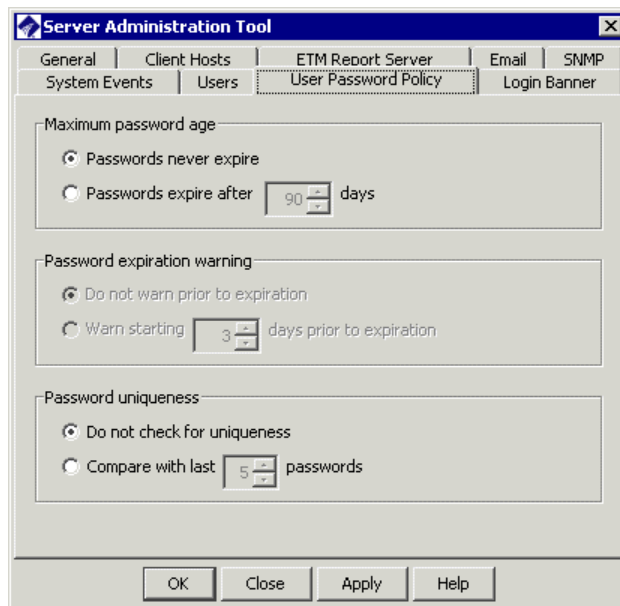 Server Administration Tool
General Client Hosts ETM Report Server Email SNMP
System Events Users User Password Policy Login Banner
Maximum password age
Passwords never expire
Passwords expire after 90 days
Password expiration warning
Do not warn prior to expiration
Warn starting 3 days prior to expiration
Password uniqueness
Do not check for uniqueness
Compare with last 5 passwords
OK Close Apply Help